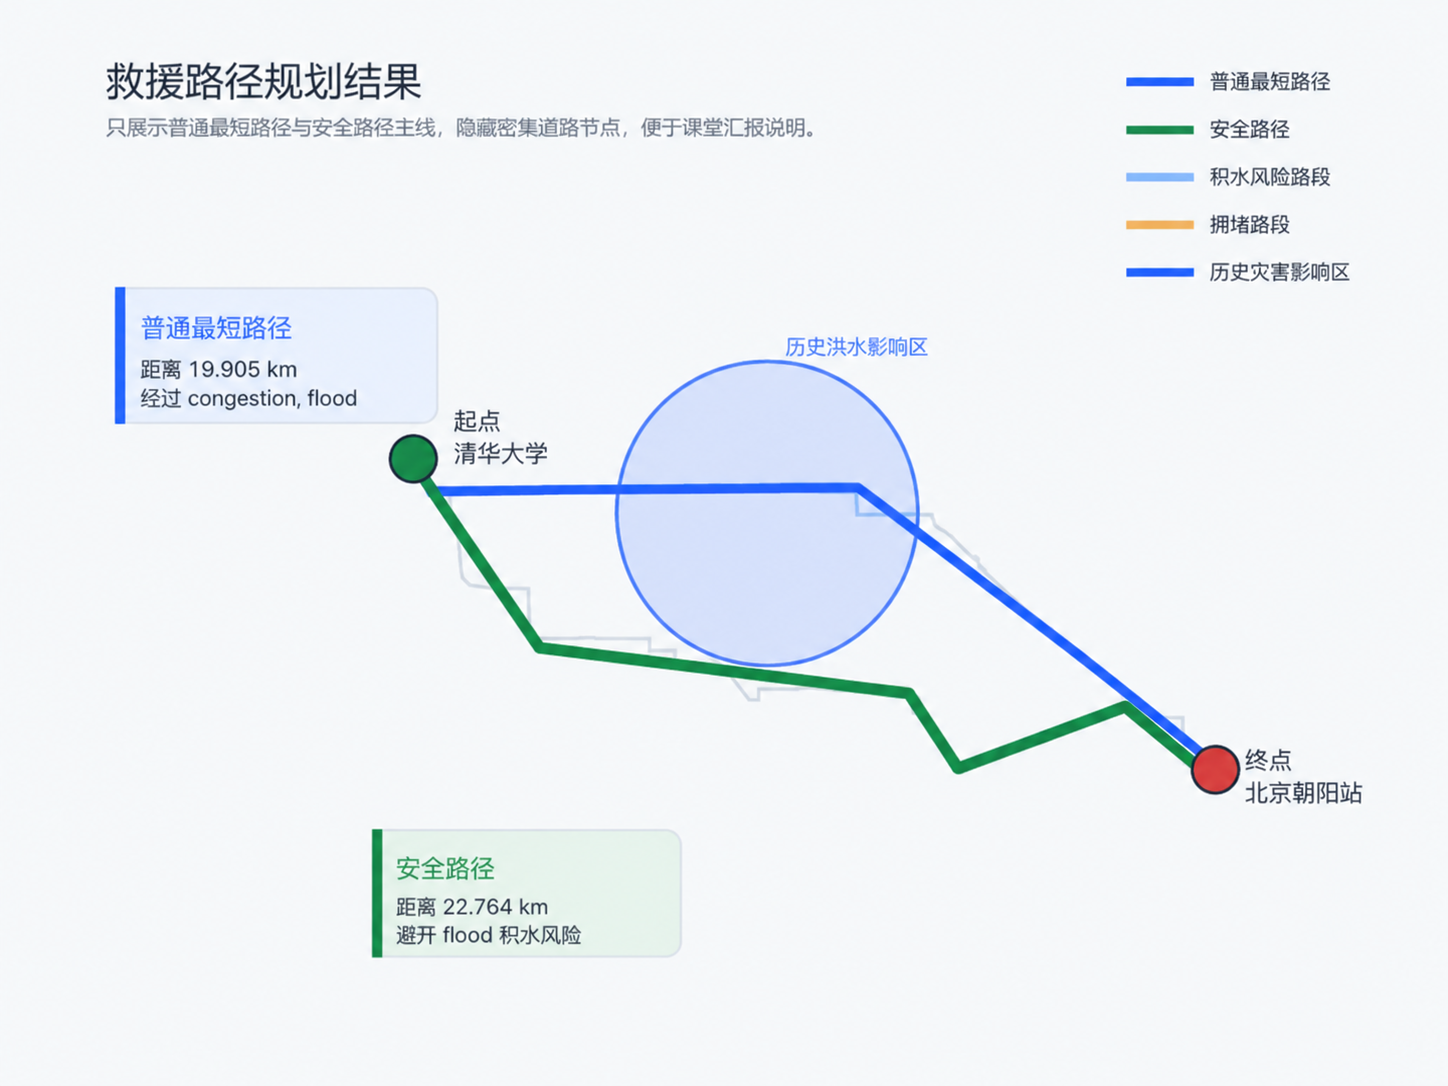 救援路径规划结果
只展示普通最短路径与安全路径主线，隐藏密集道路节点，便于课堂汇报说明。
普通最短路径
安全路径
积水风险路段
拥堵路段
历史灾害影响区
普通最短路径
距离 19.905 km
经过 congestion, flood
历史洪水影响区
起点
清华大学
终点
北京朝阳站
安全路径
距离 22.764 km
避开 flood 积水风险